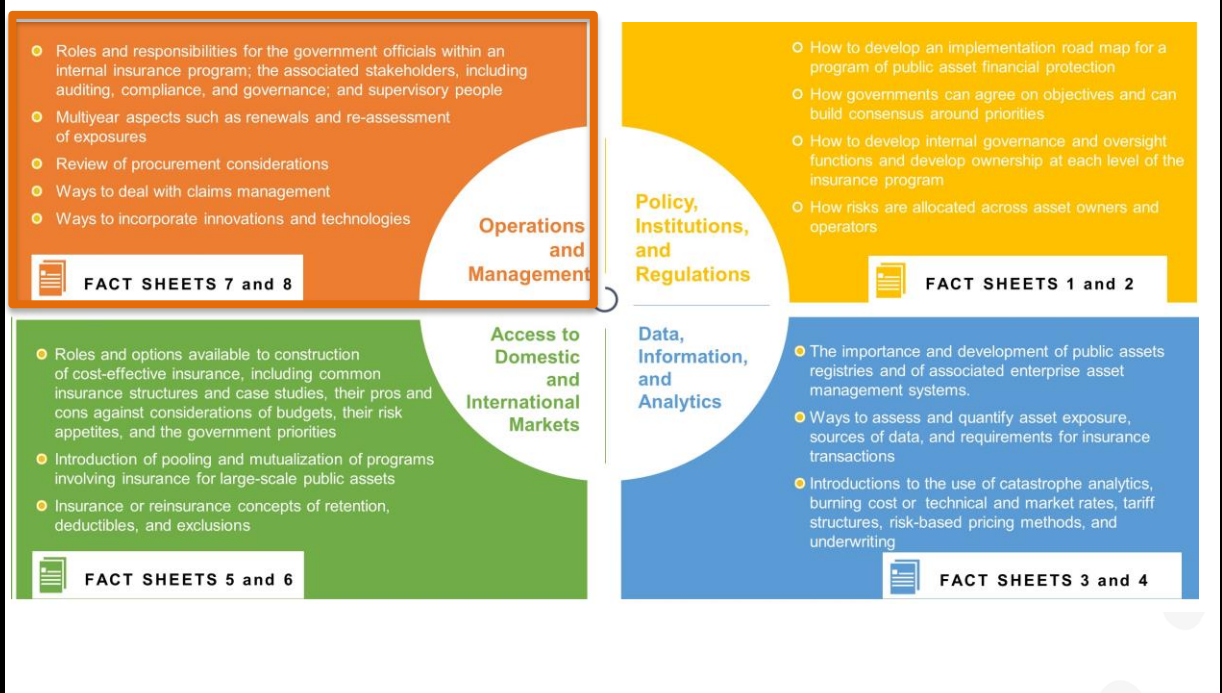 Roles and responsibilities for the government officials within an
internal insurance program; the associated stakeholders, including
auditing, compliance, and governance; and supervisory people
Multiyear aspects such as renewals and re-assessment
of exposures
Review of procurement considerations
Ways to deal with claims management
Ways to incorporate innovations and technologies
Operations
and
Management
FACT SHEETS 7 and 8
How to develop an implementation road map for a
program of public asset financial protection
How governments can agree on objectives and can
build consensus around priorities
How to develop internal governance and oversight
functions and develop ownership at each level of the
insurance program
How risks are allocated across asset owners and
operators
Policy,
Institutions,
and
Regulations
FACT SHEETS 1 and 2
Roles and options available to construction
of cost-effective insurance, including common
insurance structures and case studies, their pros and
cons against considerations of budgets, their risk
appetites, and the government priorities
Introduction of pooling and mutualization of programs
involving insurance for large-scale public assets
Insurance or reinsurance concepts of retention,
deductibles, and exclusions
Access to
Domestic
and
International
Markets
FACT SHEETS 5 and 6
Data,
Information,
and
Analytics
The importance and development of public assets
registries and of associated enterprise asset
management systems.
Ways to assess and quantify asset exposure,
sources of data, and requirements for insurance
transactions
Introductions to the use of catastrophe analytics,
burning cost or technical and market rates, tariff
structures, risk-based pricing methods, and
underwriting
FACT SHEETS 3 and 4